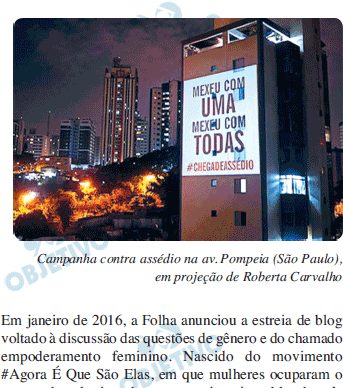 MEXEU COM
UMA
MEXEU COM
TODAS
#CHEGADEASSÉDIO
OBJETIVO
Campanha contra assédio na av. Pompeia (São Paulo),
em projeção de Roberta Carvalho
Em janeiro de 2016, a Folha anunciou a estreia de blog
voltado à discussão das questões de gênero e do chamado
empoderamento feminino. Nascido do movimento
#Agora É Que São Elas, em que mulheres ocuparam o